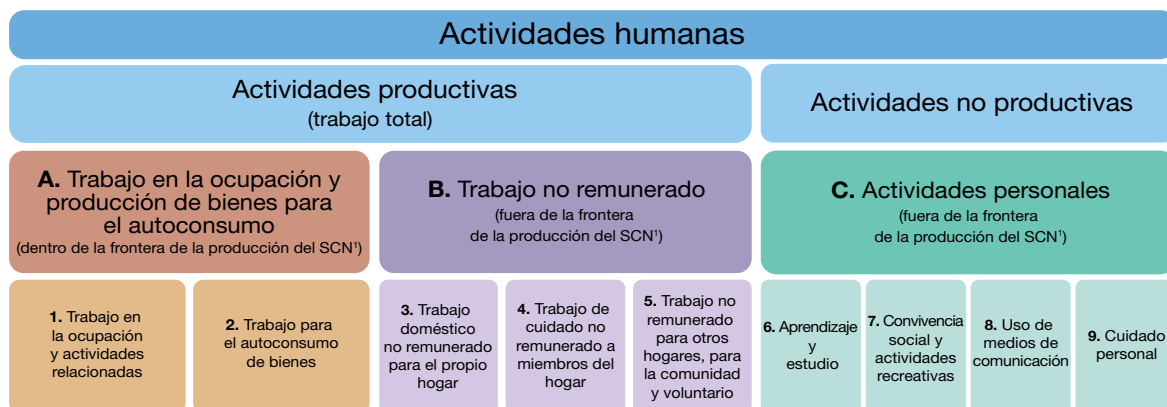 Actividades humanas
Actividades productivas
(trabajo total)
Actividades no productivas
A. Trabajo en la ocupación y
producción de bienes para
el autoconsumo
(dentro de la frontera de la producción del SCN¹)
B. Trabajo no remunerado
(fuera de la frontera
de la producción del SCN¹)
C. Actividades personales
(fuera de la frontera
de la producción del SCN¹)
1. Trabajo en
la ocupación
y actividades
relacionadas
2. Trabajo para
el autoconsumo
de bienes
3. Trabajo
doméstico
no remunerado
para el propio
hogar
4. Trabajo de
cuidado no
remunerado a
miembros del
hogar
5. Trabajo no
remunerado
para otros
hogares, para
la comunidad
y voluntario
6. Aprendizaje
y
estudio
7. Convivencia
social y
actividades
recreativas
8. Uso de
medios de
comunicación
9. Cuidado
personal